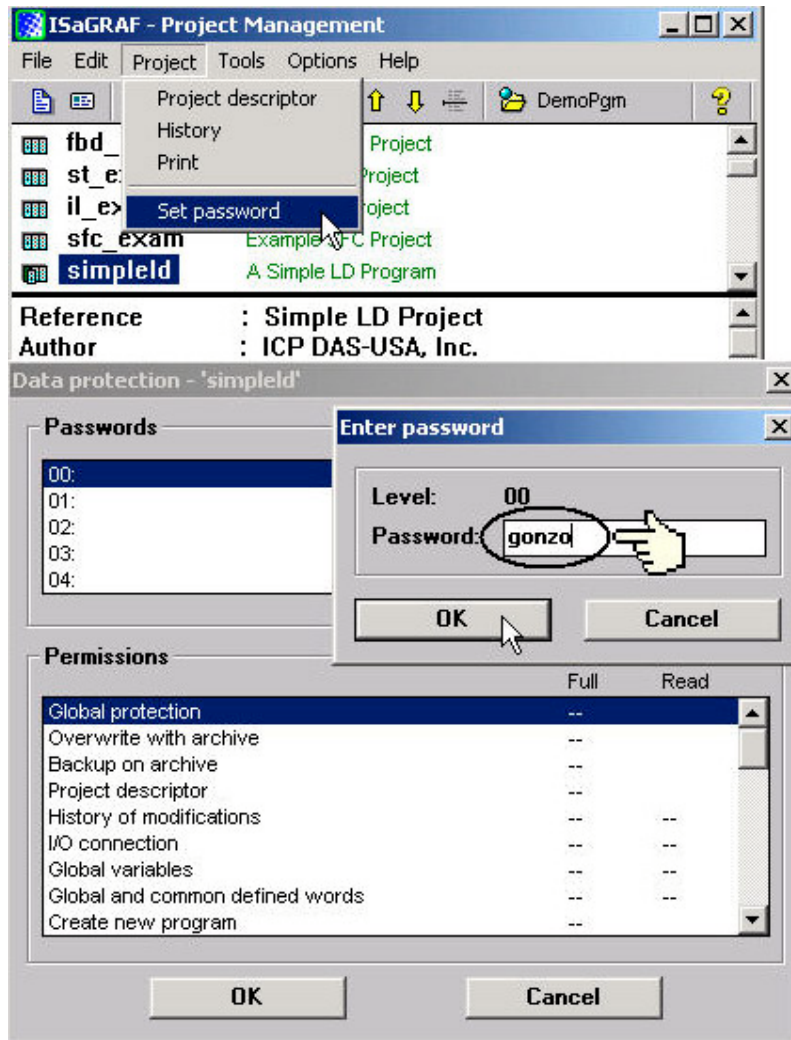 ISaGRAF - Project Management
File Edit Project Tools Options Help
Project descriptor
History
Print
Set password
DemoPgm
fbd_ Project
st_e Project
il_ex oject
sfc_exam Example SFC Project
simpleld A Simple LD Program
Reference : Simple LD Project
Author : ICP DAS-USA, Inc.
Data protection - 'simpleld'
Passwords
00:
01:
02:
03:
04:
Enter password
Level: 00
Password: gonzo
OK Cancel
Permissions
Full Read
Global protection --
Overwrite with archive --
Backup on archive --
Project descriptor --
History of modifications -- --
I/O connection -- --
Global variables -- --
Global and common defined words -- --
Create new program --
OK Cancel